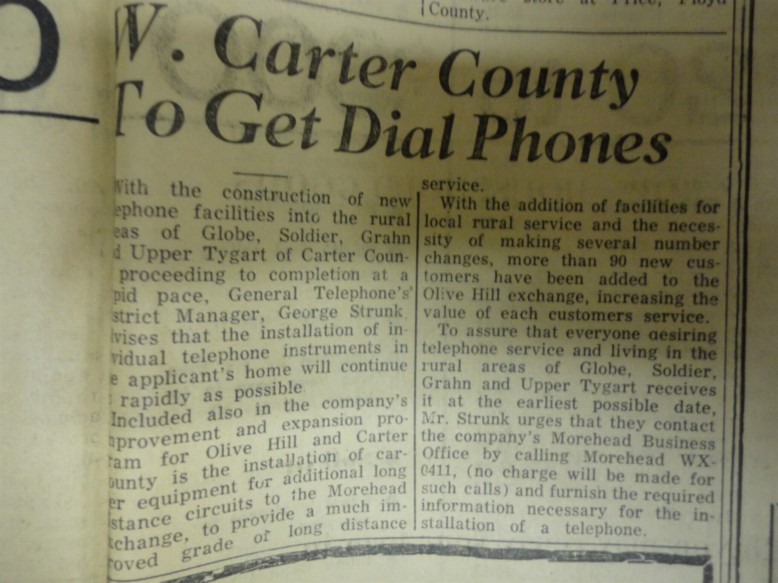 County.
W. Carter County
To Get Dial Phones
With the construction of new
ephone facilities into the rural
eas of Globe, Soldier, Grahn
d Upper Tygart of Carter Coun-
proceeding to completion at a
pid pace, General Telephone's
strict Manager, George Strunk
vises that the installation of in-
vidual telephone instruments in
e applicant's home will continue
rapidly as possible
Included also in the company's
provement and expansion pro-
am for Olive Hill and Carter
ounty is the installation of car-
er equipment for additional long
stance circuits to the Morehead
change, to provide a much im-
oved grade of long distance
service.
With the addition of facilities for
local rural service and the neces-
sity of making several number
changes, more than 90 new cus-
tomers have been added to the
Olive Hill exchange, increasing the
value of each customers service.
To assure that everyone desiring
telephone service and living in the
rural areas of Globe, Soldier,
Grahn and Upper Tygart receives
it at the earliest possible date,
Mr. Strunk urges that they contact
the company's Morehead Business
Office by calling Morehead WX-
0411, (no charge will be made for
such calls) and furnish the required
information necessary for the in-
stallation of a telephone.